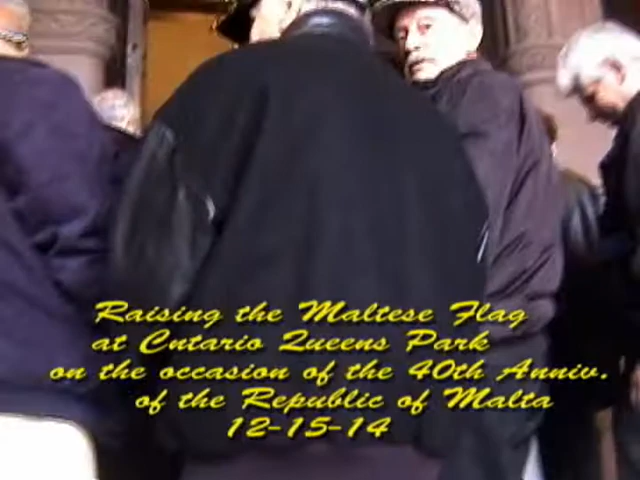 Raising the Maltese Flag
at Ontario Queens Park
on the occasion of the 40th Anniv.
of the Republic of Malta
12-15-14